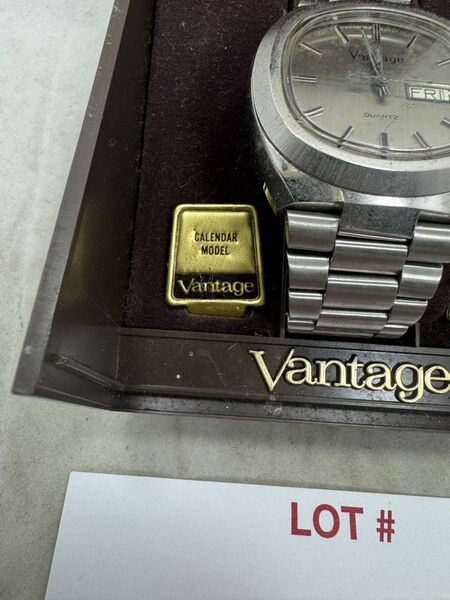 Vantage
FRI
QUARTZ
CALENDAR
MODEL
Vantage
Vantage
LOT #